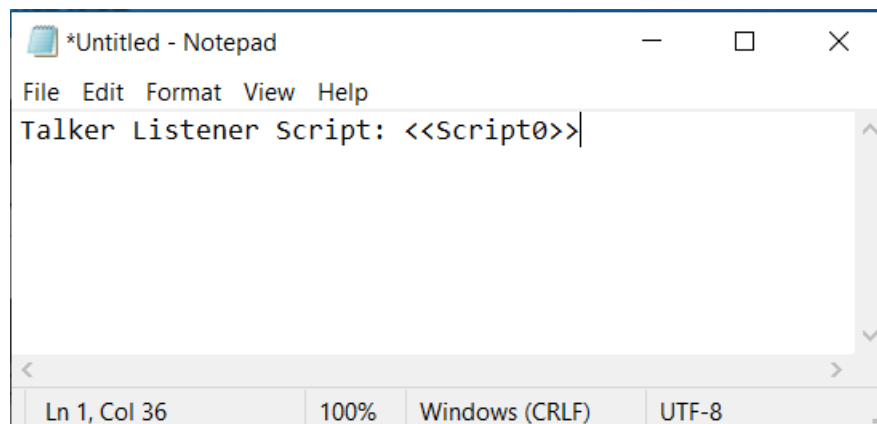 *Untitled - Notepad
File Edit Format View Help
Talker Listener Script: <<Script0>>
Ln 1, Col 36 100% Windows (CRLF) UTF-8